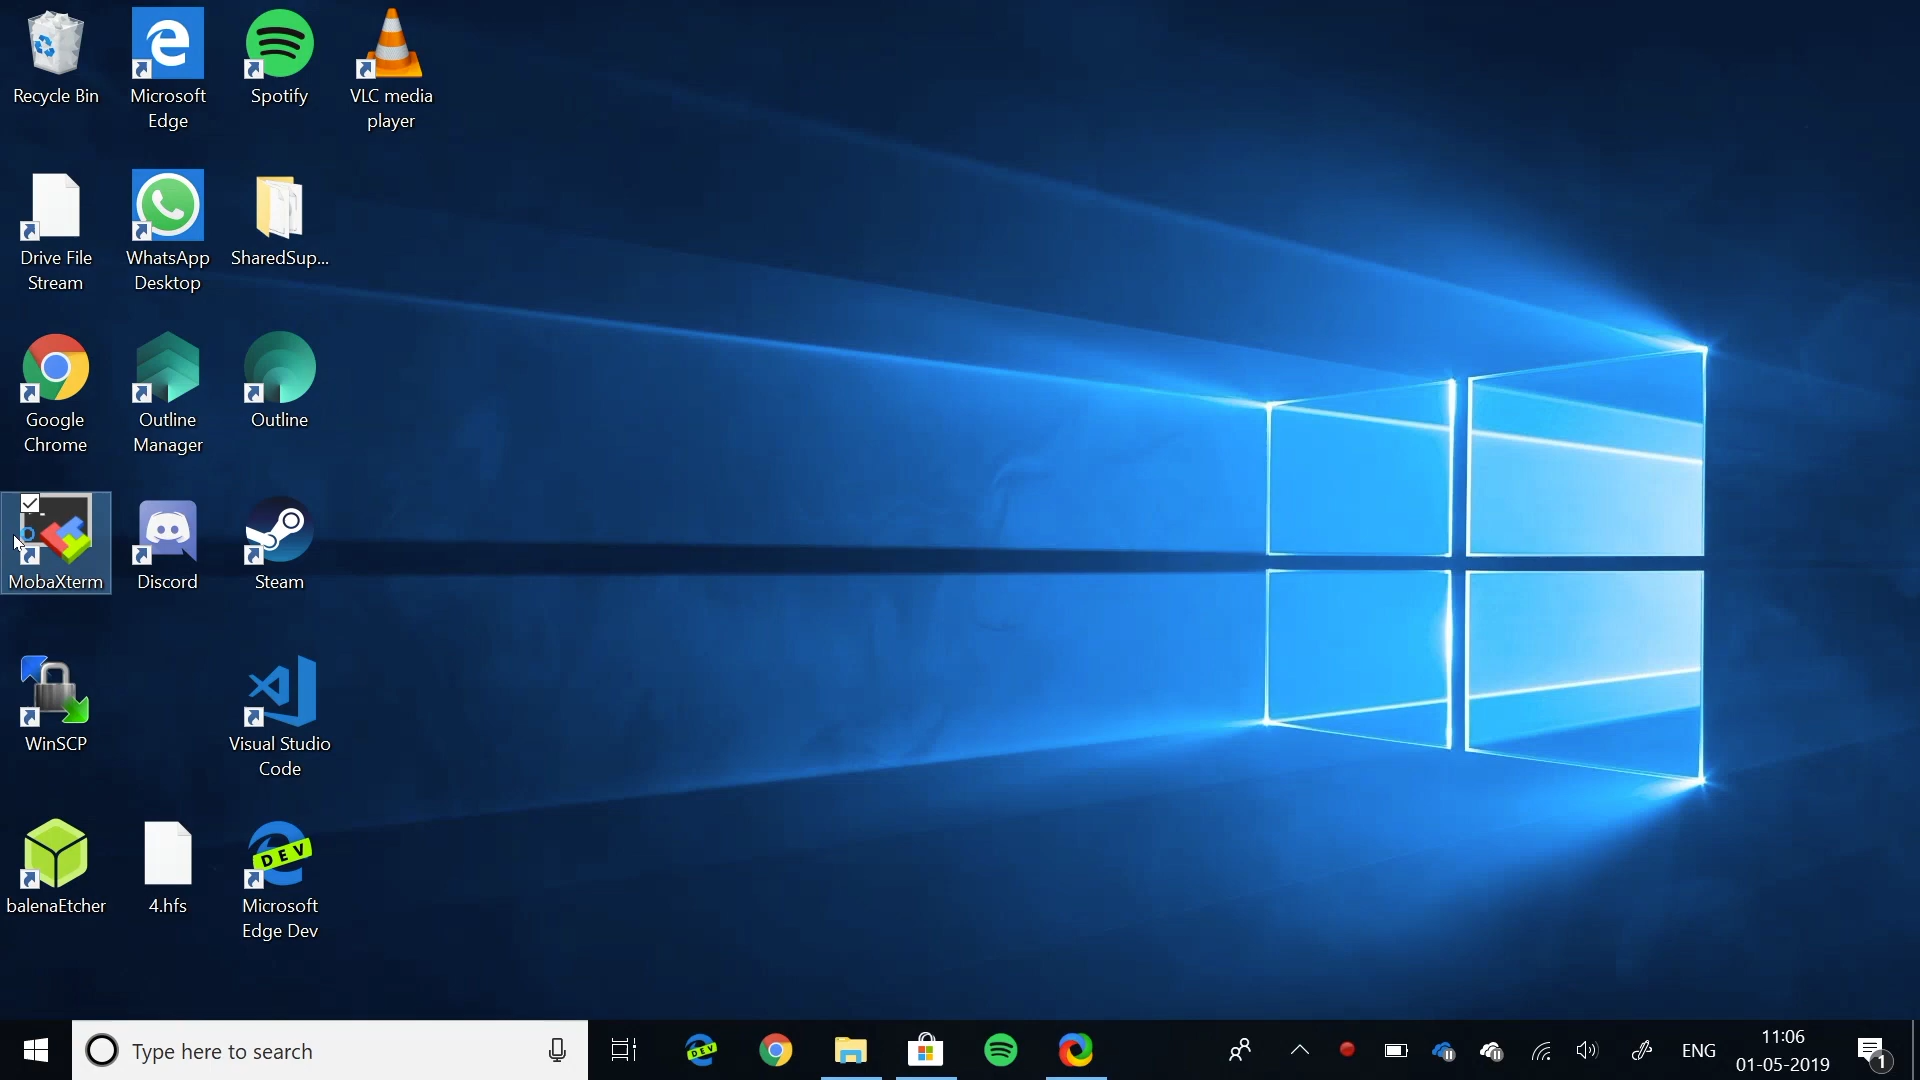 Recycle Bin
Microsoft
Edge
Spotify
VLC media
player
Drive File
Stream
WhatsApp
Desktop
SharedSup...
Google
Chrome
Outline
Manager
Outline
MobaXterm
Discord
Steam
WinSCP
Visual Studio
Code
balenaEtcher
4.hfs
DEV
Microsoft
Edge Dev
Type here to search
DEV
ENG
11:06
01-05-2019
1